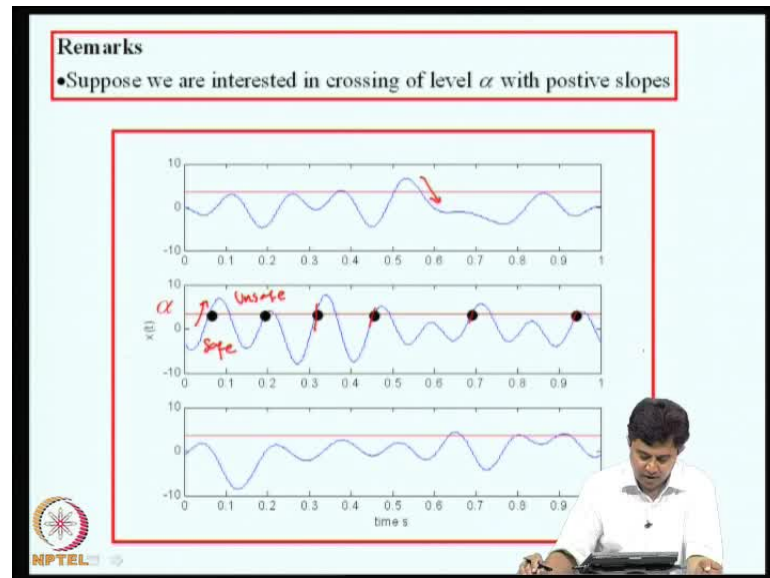 Remarks
•Suppose we are interested in crossing of level α with postive slopes
10
0
-10
0 0.1 0.2 0.3 0.4 0.5 0.6 0.7 0.8 0.9 1
10
α
Unsafe
x(t)
0
Safe
-10
0 0.1 0.2 0.3 0.4 0.5 0.6 0.7 0.8 0.9 1
10
0
-10
0 0.1 0.2 0.3 0.4 0.5 0.6 0.7 0.8
time s
NPTEL